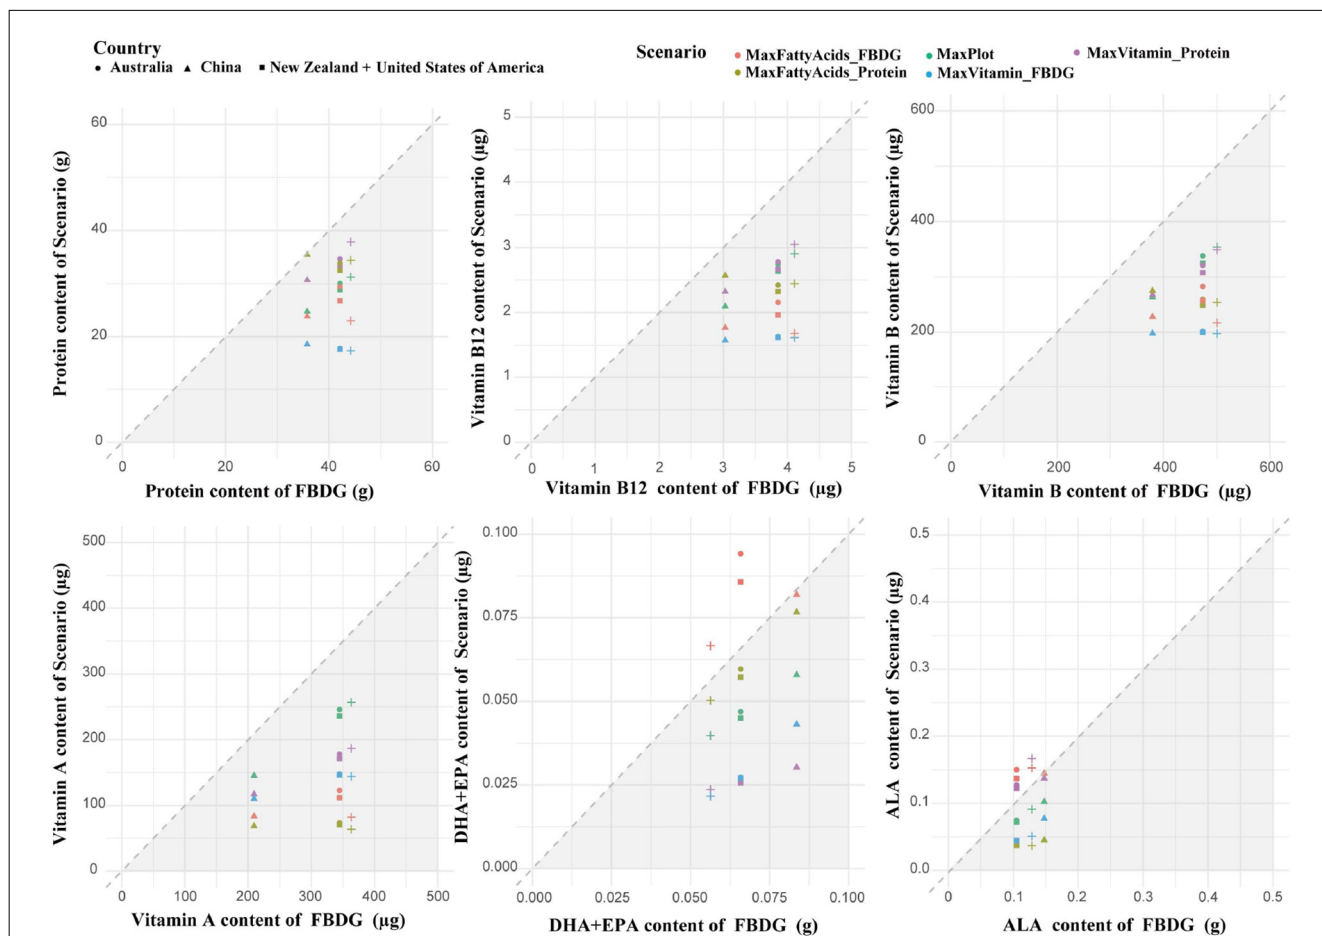 Country
Scenario
● Australia ▲ China ■ New Zealand + United States of America
MaxFattyAcids_FBDG
MaxPlot
MaxVitamin_Protein
MaxFattyAcids_Protein
MaxVitamin_FBDG
Protein content of Scenario (g)
60
40
20
0
0 20 40 60
Protein content of FBDG (g)
Vitamin B12 content of Scenario (µg)
5
4
3
2
1
0
0 1 2 3 4 5
Vitamin B12 content of FBDG (µg)
Vitamin B content of Scenario (µg)
600
400
200
0
0 200 400 600
Vitamin B content of FBDG (µg)
Vitamin A content of Scenario (µg)
500
400
300
200
100
0
0 100 200 300 400 500
Vitamin A content of FBDG (µg)
DHA+EPA content of Scenario (µg)
0.100
0.075
0.050
0.025
0.000
0.000 0.025 0.050 0.075 0.100
DHA+EPA content of FBDG (g)
ALA content of Scenario (µg)
0.5
0.4
0.3
0.2
0.1
0.0
0.0 0.1 0.2 0.3 0.4 0.5
ALA content of FBDG (g)